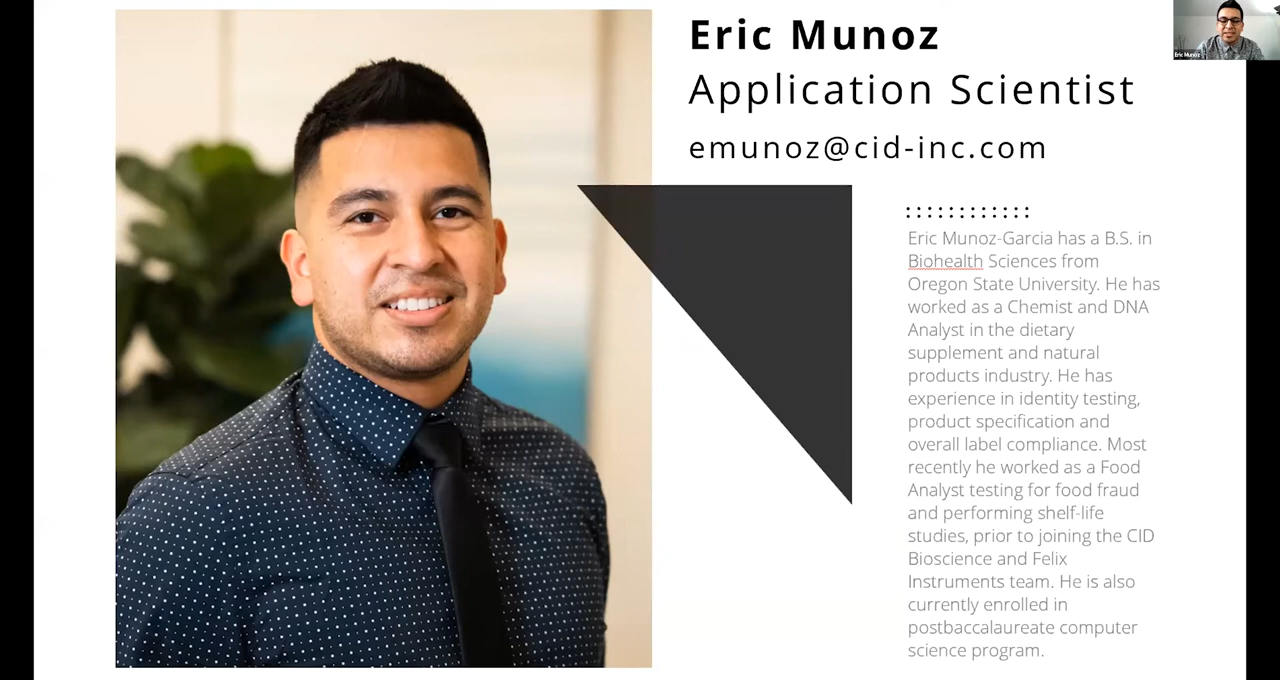 Eric Munoz
Application Scientist
emunoz@cid-inc.com
Eric Munoz-Garcia has a B.S. in
Biohealth Sciences from
Oregon State University. He has
worked as a Chemist and DNA
Analyst in the dietary
supplement and natural
products industry. He has
experience in identity testing,
product specification and
overall label compliance. Most
recently he worked as a Food
Analyst testing for food fraud
and performing shelf-life
studies, prior to joining the CID
Bioscience and Felix
Instruments team. He is also
currently enrolled in
postbaccalaureate computer
science program.
Eric Munoz